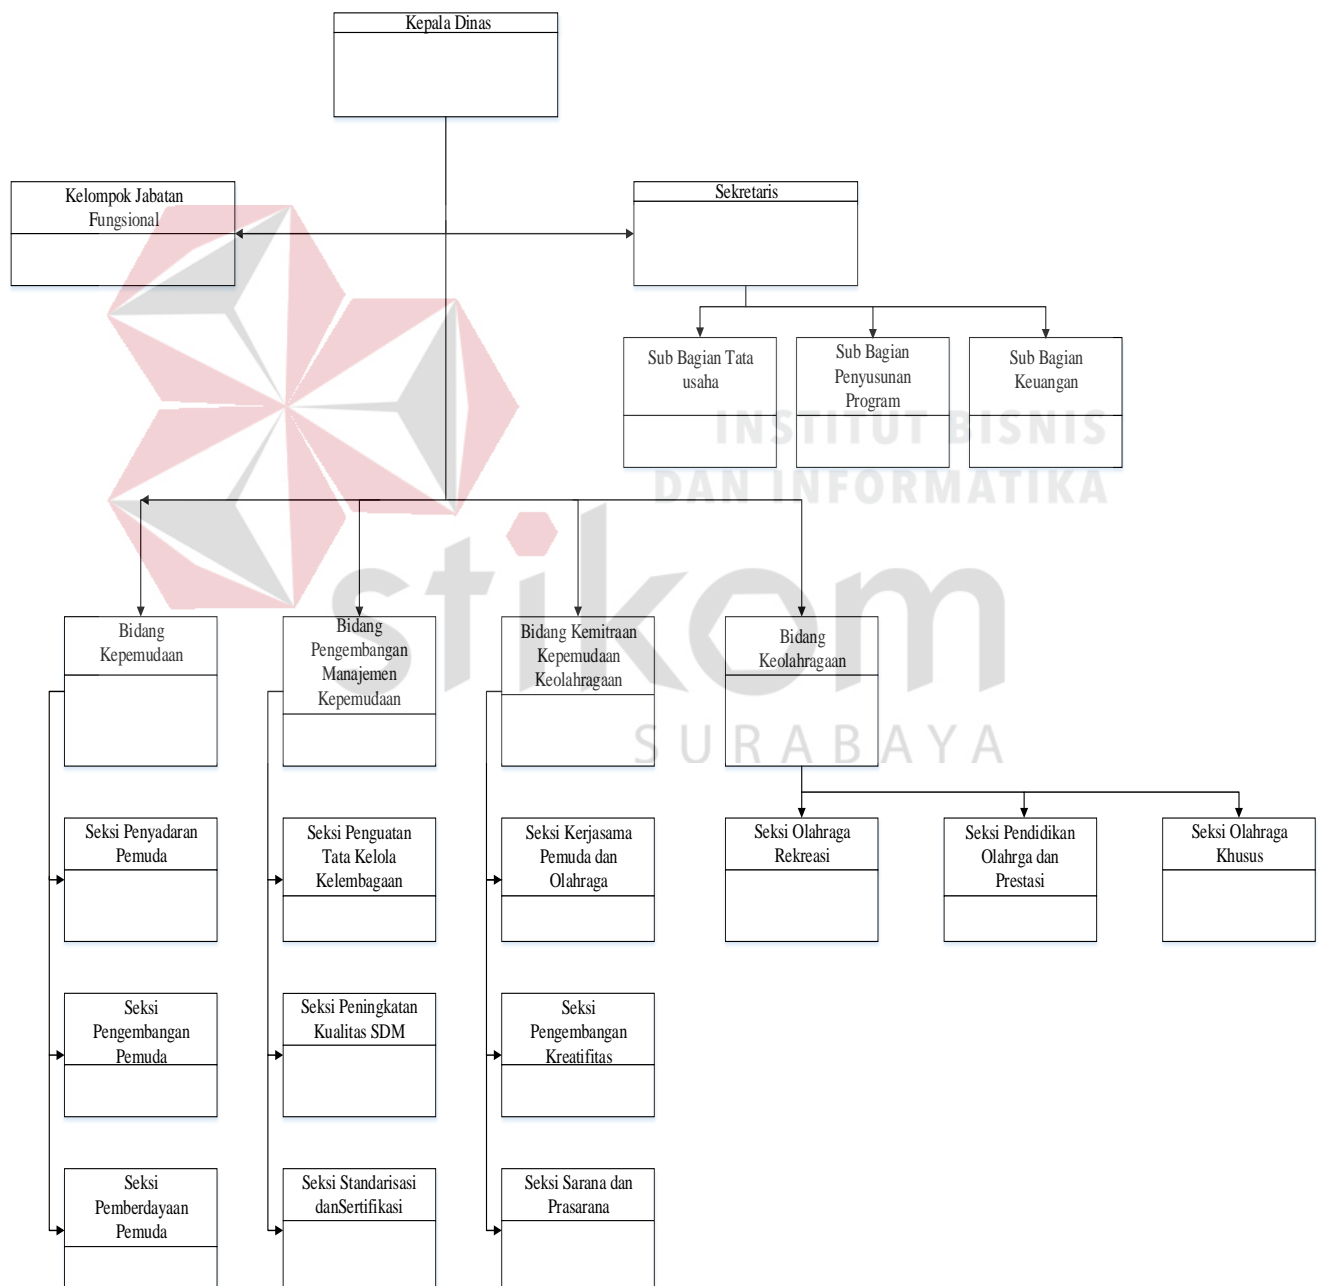 Kepala Dinas
Kelompok Jabatan
Fungsional
Sekretaris
Sub Bagian Tata
usaha
Sub Bagian
Penyusunan
Program
Sub Bagian
Keuangan
INSTITUT BISNIS
DAN INFORMATIKA
stikom
SURABAYA
Bidang
Kepemudaan
Bidang
Pengembangan
Manajemen
Kepemudaan
Bidang Kemitraan
Kepemudaan
Keolahragaan
Bidang
Keolahragaan
Seksi Penyadaran
Pemuda
Seksi Penguatan
Tata Kelola
Kelembagaan
Seksi Kerjasama
Pemuda dan
Olahraga
Seksi Olahraga
Rekreasi
Seksi Pendidikan
Olahrga dan
Prestasi
Seksi Olahraga
Khusus
Seksi
Pengembangan
Pemuda
Seksi Peningkatan
Kualitas SDM
Seksi
Pengembangan
Kreatifitas
Seksi
Pemberdayaan
Pemuda
Seksi Standarisasi
danSertifikasi
Seksi Sarana dan
Prasarana